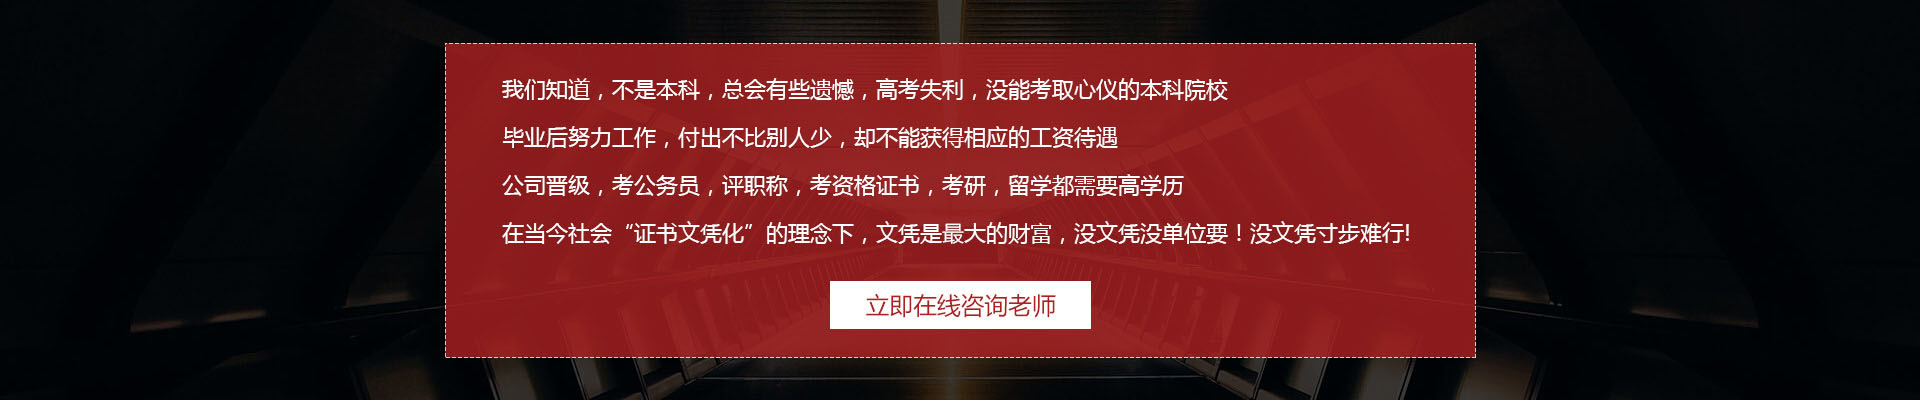 我们知道，不是本科，总会有些遗憾，高考失利，没能考取心仪的本科院校
毕业后努力工作，付出不比别人少，却不能获得相应的工资待遇
公司晋级，考公务员，评职称，考资格证书，考研，留学都需要高学历
在当今社会“证书文凭化”的理念下，文凭是最大的财富，没文凭没单位要！没文凭寸步难行!
立即在线咨询老师